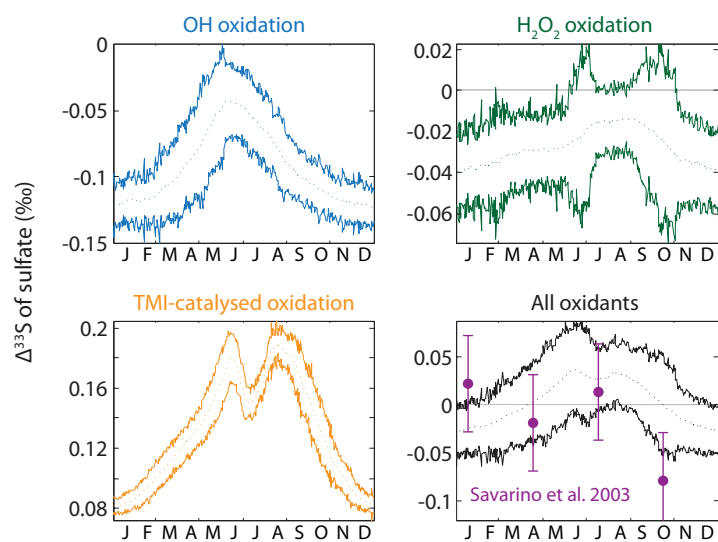 OH oxidation
0
-0.05
-0.1
-0.15
J F M A M J J A S O N D
H₂O₂ oxidation
0.02
0
-0.02
-0.04
-0.06
J F M A M J J A S O N D
Δ³³S of sulfate (‰)
TMI-catalysed oxidation
0.2
0.16
0.12
0.08
J F M A M J J A S O N D
All oxidants
0.05
0
-0.05
-0.1
Savarino et al. 2003
J F M A M J J A S O N D